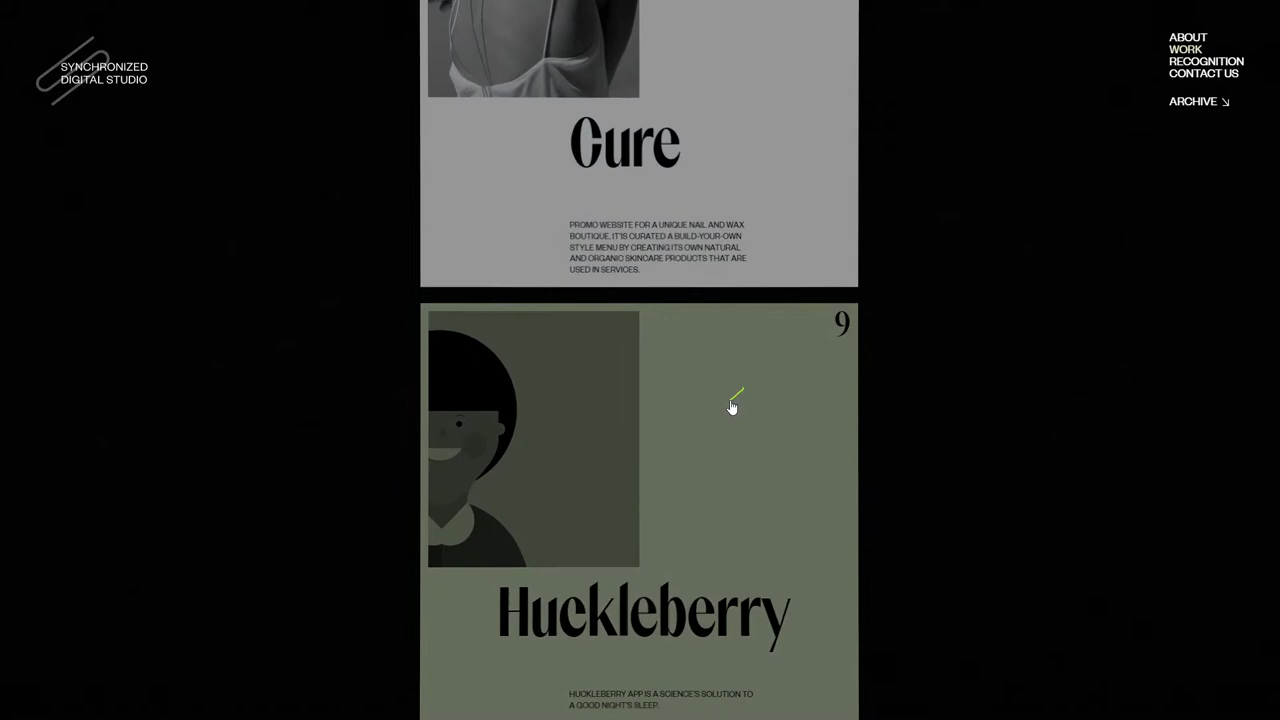 SYNCHRONIZED
DIGITAL STUDIO
ABOUT
WORK
RECOGNITION
CONTACT US
ARCHIVE ↘
Cure
PROMO WEBSITE FOR A UNIQUE NAIL AND WAX
BOUTIQUE. IT'S CURATED A BUILD-YOUR-OWN
STYLE MENU BY CREATING ITS OWN NATURAL
AND ORGANIC SKINCARE PRODUCTS THAT ARE
USED IN SERVICES.
9
Huckleberry
HUCKLEBERRY APP IS A SCIENCE'S SOLUTION TO
A GOOD NIGHT'S SLEEP.